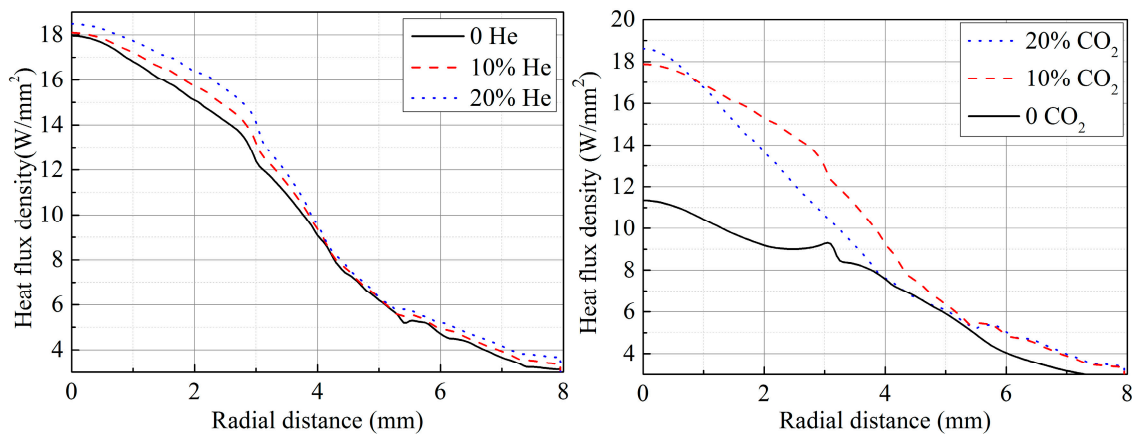 0 He
10% He
20% He
Heat flux density(W/mm²)
18
16
14
12
10
8
6
4
0
2
4
6
8
Radial distance (mm)
20% CO₂
10% CO₂
0 CO₂
Heat flux density (W/mm²)
20
18
16
14
12
10
8
6
4
0
2
4
6
8
Radial distance (mm)